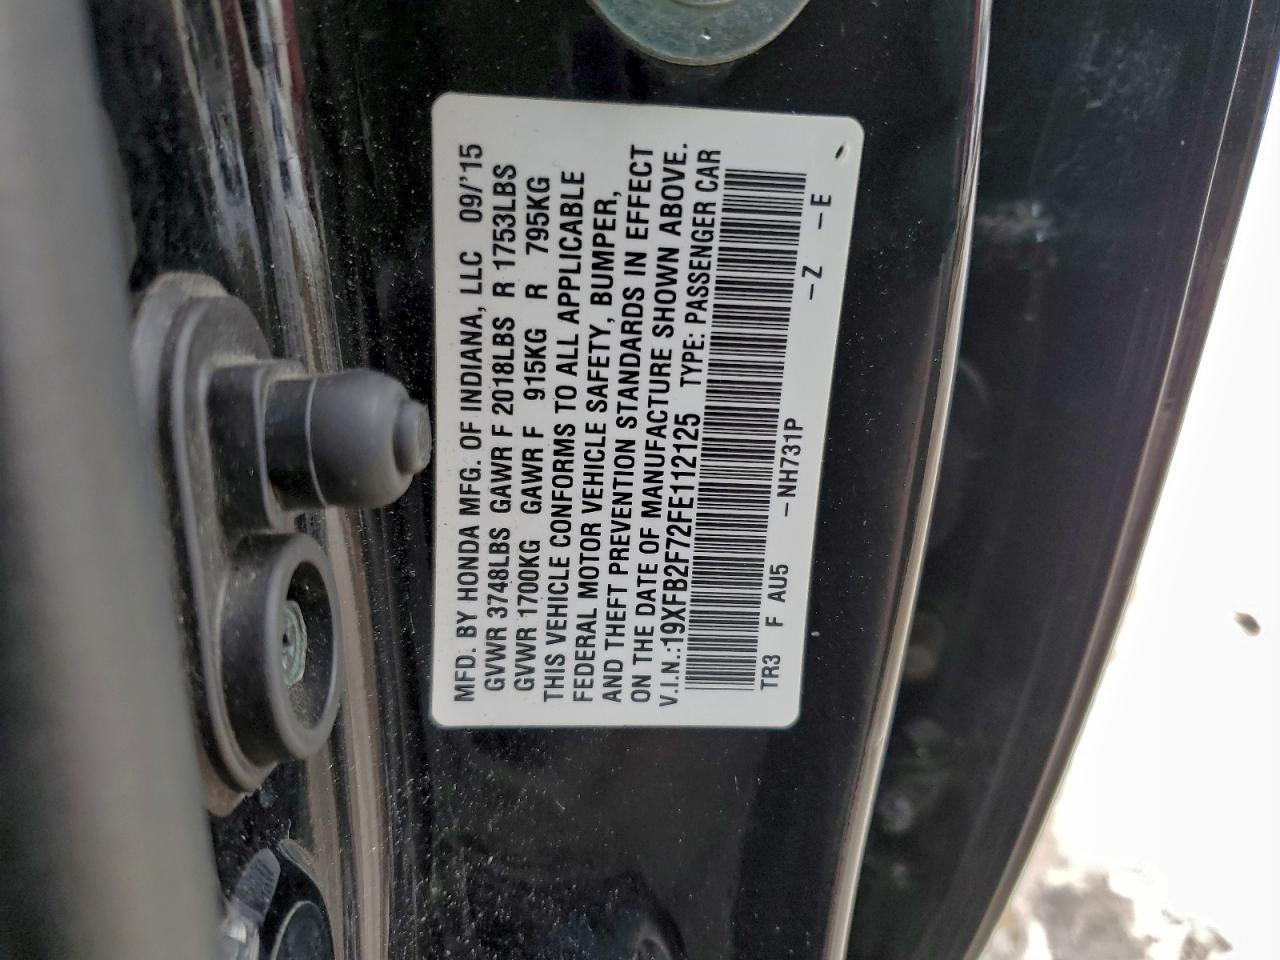 MFD. BY HONDA MFG. OF INDIANA, LLC 09/'15
GVWR 3748LBS GAWR F 2018LBS R 1753LBS
GVWR 1700KG GAWR F 915KG R 795KG
THIS VEHICLE CONFORMS TO ALL APPLICABLE
FEDERAL MOTOR VEHICLE SAFETY, BUMPER,
AND THEFT PREVENTION STANDARDS IN EFFECT
ON THE DATE OF MANUFACTURE SHOWN ABOVE.
V.I.N.:19XFB2F72FE112125 TYPE: PASSENGER CAR
TR3 F AU5 -NH731P -Z -E